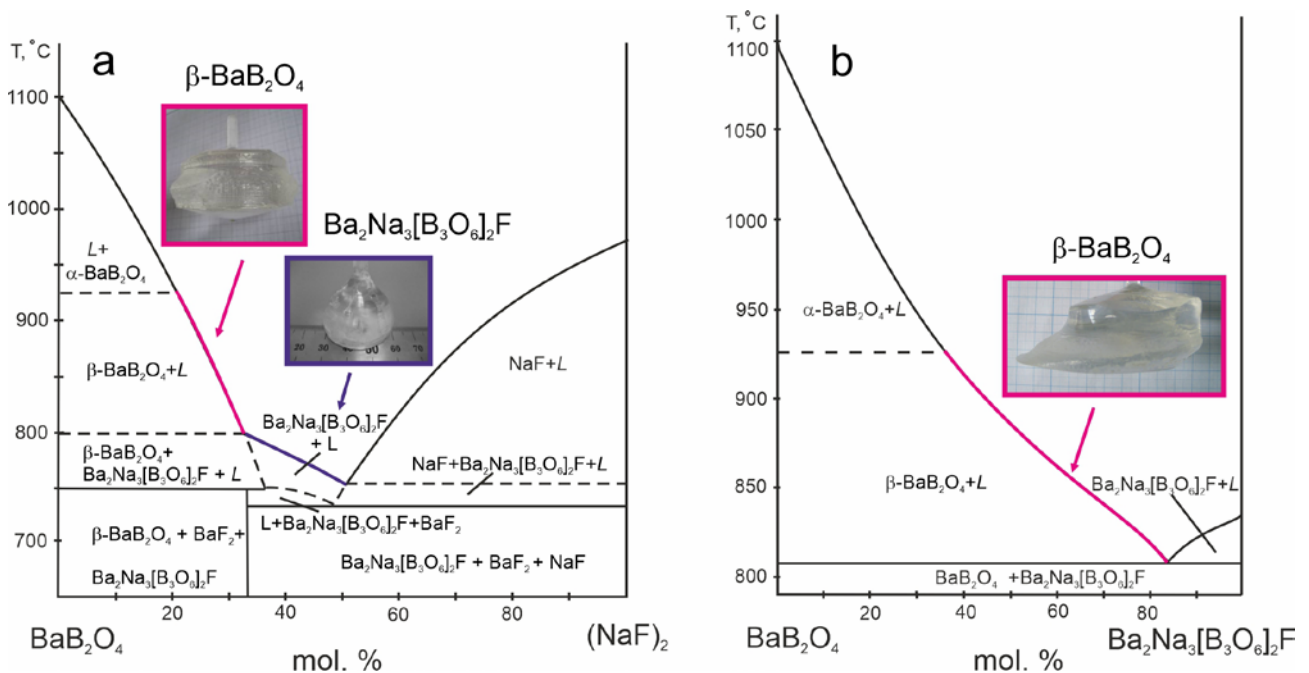 T, °C
a
β-BaB₂O₄
1100
Ba₂Na₃[B₃O₆]₂F
1000
L+
α-BaB₂O₄
900
NaF+L
β-BaB₂O₄+L
Ba₂Na₃[B₃O₆]₂F
+ L
800
β-BaB₂O₄+
Ba₂Na₃[B₃O₆]₂F + L
NaF+Ba₂Na₃[B₃O₆]₂F+L
L+Ba₂Na₃[B₃O₆]₂F+BaF₂
β-BaB₂O₄ + BaF₂+
700
Ba₂Na₃[B₃O₆]₂F + BaF₂ + NaF
Ba₂Na₃[B₃O₀]₂F
20 40 60 80
BaB₂O₄
(NaF)₂
mol. %
T, °C
b
1100
1050
1000
β-BaB₂O₄
950
α-BaB₂O₄+L
900
850
β-BaB₂O₄+L
Ba₂Na₃[B₃O₆]₂F+L
800
BaB₂O₄ +Ba₂Na₃[B₃O₀]₂F
20 40 60 80
BaB₂O₄
Ba₂Na₃[B₃O₆]₂F
mol. %